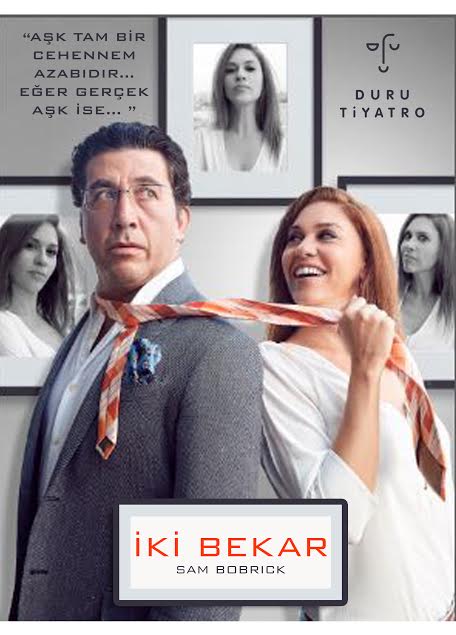 “AŞK TAM BİR
CEHENNEM
AZABIDIR...
EĞER GERÇEK
AŞK İSE... ”
DURU
TİYATRO
İKİ BEKAR
SAM BOBRICK